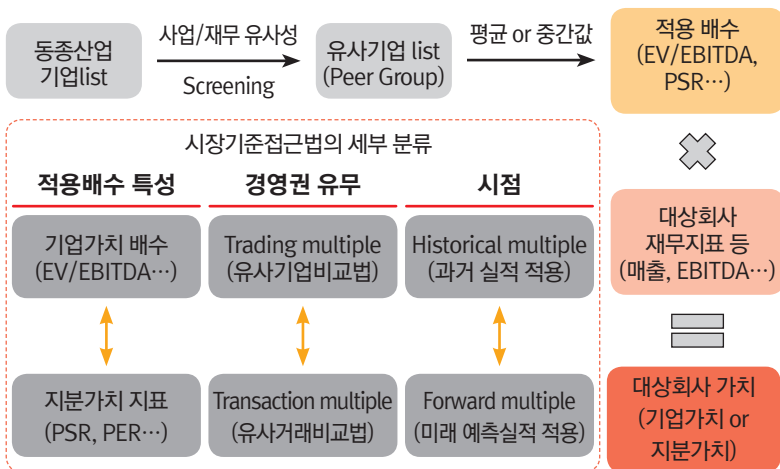 동종산업
기업list
사업/재무 유사성
Screening
유사기업 list
(Peer Group)
평균 or 중간값
적용 배수
(EV/EBITDA,
PSR…)
시장기준접근법의 세부 분류
적용배수 특성
경영권 유무
시점
기업가치 배수
(EV/EBITDA…)
Trading multiple
(유사기업비교법)
Historical multiple
(과거 실적 적용)
대상회사
재무지표 등
(매출, EBITDA…)
지분가치 지표
(PSR, PER…)
Transaction multiple
(유사거래비교법)
Forward multiple
(미래 예측실적 적용)
대상회사 가치
(기업가치 or
지분가치)